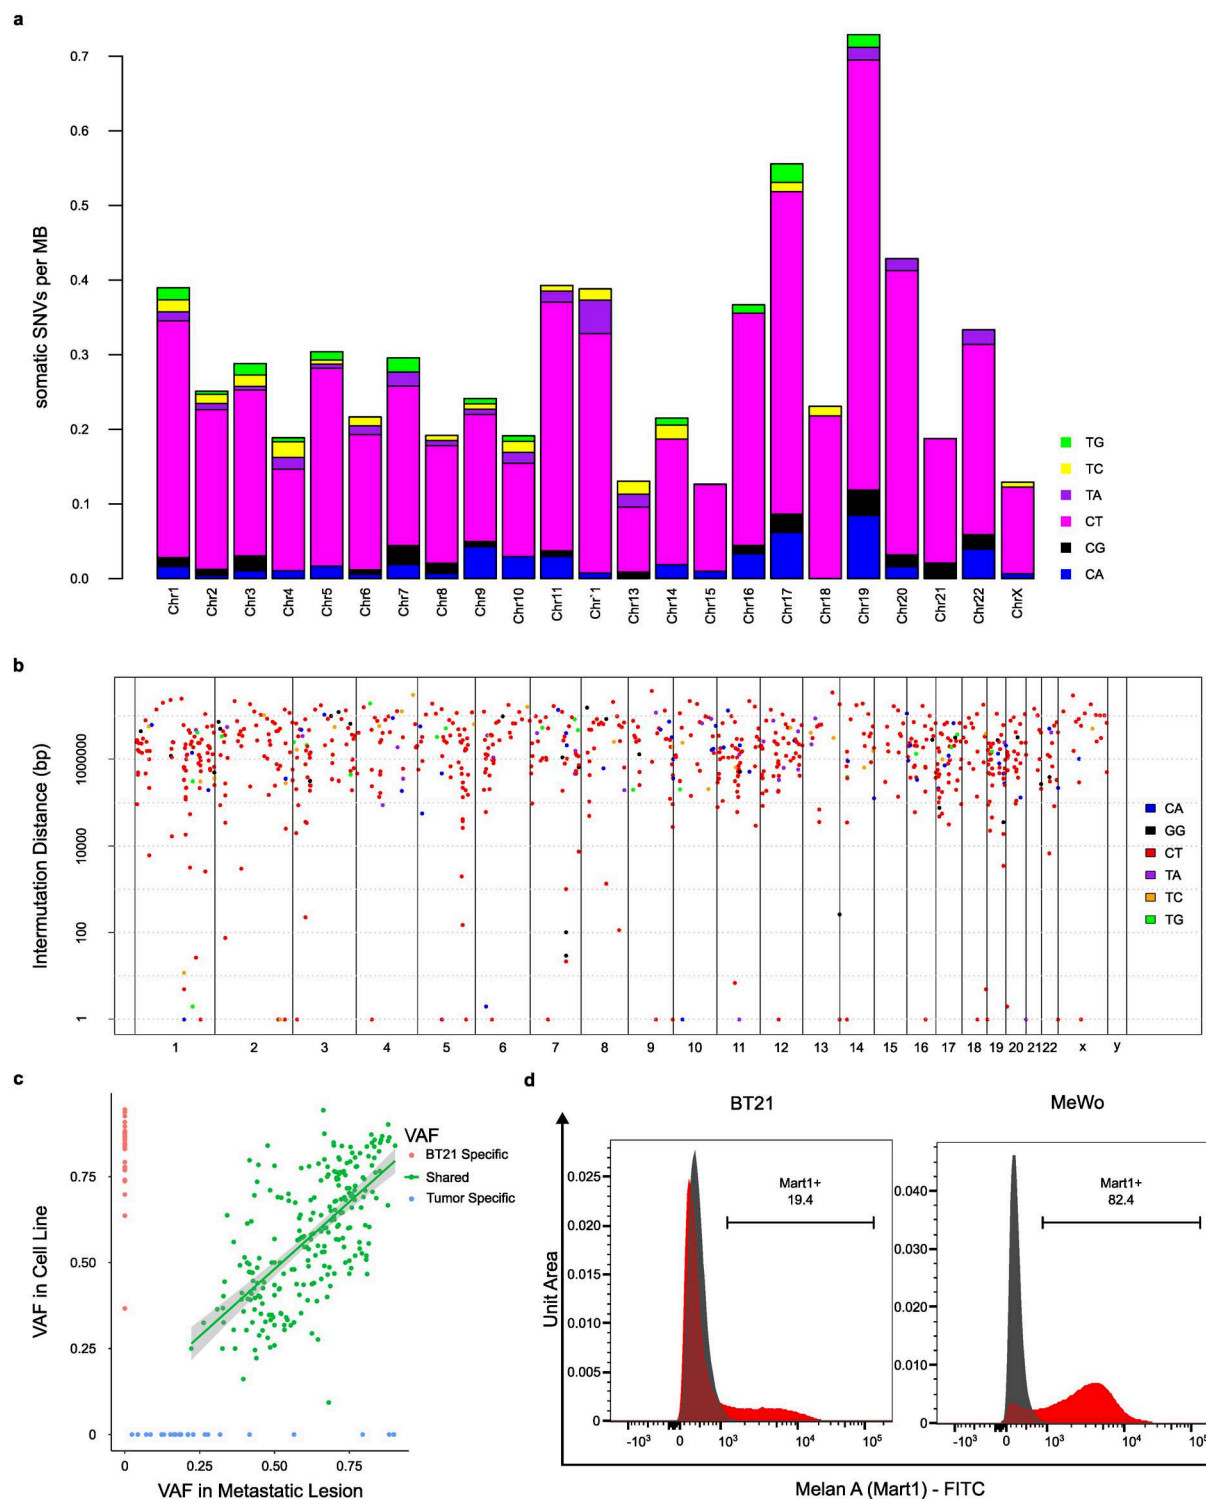 a
somatic SNVs per MB
0.7
0.6
0.5
0.4
0.3
0.2
0.1
0.0
TG
TC
TA
CT
CG
CA
Chr1 Chr2 Chr3 Chr4 Chr5 Chr6 Chr7 Chr8 Chr9 Chr10 Chr11 Chr`1 Chr13 Chr14 Chr15 Chr16 Chr17 Chr18 Chr19 Chr20 Chr21 Chr22 ChrX
b
Intermutation Distance (bp)
1000000
10000
100
1
CA
GG
CT
TA
TC
TG
1 2 3 4 5 6 7 8 9 10 11 12 13 14 15 16 17 18 19 20 21 22 x y
c
VAF in Cell Line
0.75
0.50
0.25
0
0 0.25 0.50 0.75
VAF in Metastatic Lesion
VAF
BT21 Specific
Shared
Tumor Specific
d
BT21
MeWo
Unit Area
0.025
0.020
0.015
0.010
0.005
0
Mart1+
19.4
-10³ 0 10³ 10⁴ 10⁵
0.040
0.030
0.020
0.010
0
Mart1+
82.4
-10³ 0 10³ 10⁴ 10⁵
Melan A (Mart1) - FITC